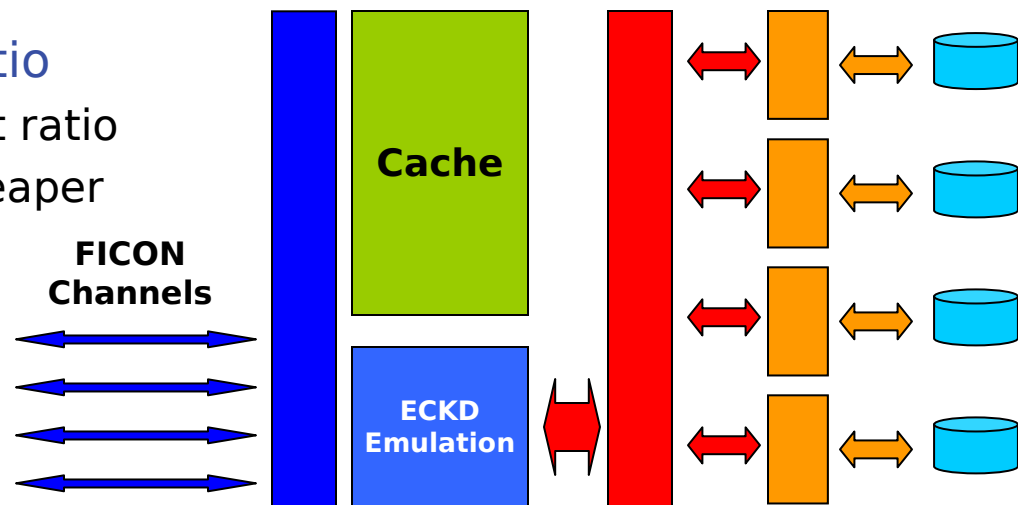 tio
t ratio
eaper
FICON
Channels
Cache
ECKD
Emulation